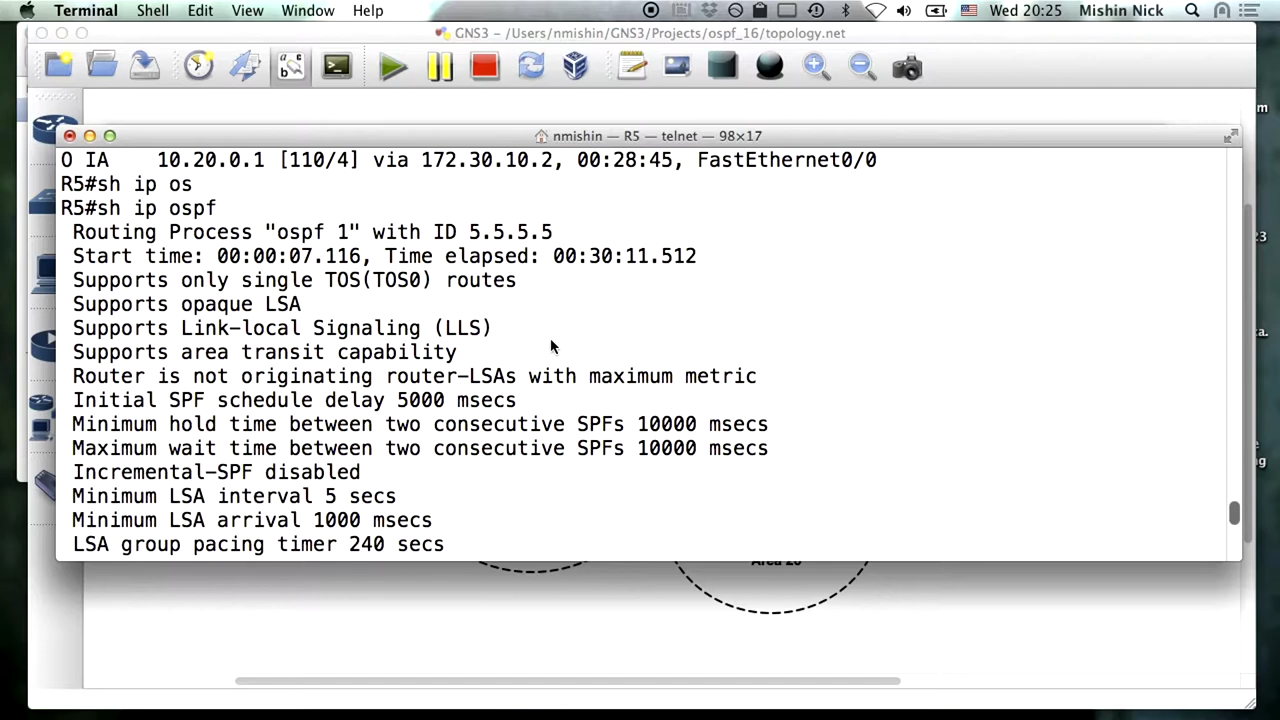 Terminal Shell Edit View Window Help Wed 20:25 Mishin Nick
GNS3 – /Users/nmishin/GNS3/Projects/ospf_16/topology.net
nmishin — R5 — telnet — 98×17
O IA    10.20.0.1 [110/4] via 172.30.10.2, 00:28:45, FastEthernet0/0
R5#sh ip os
R5#sh ip ospf
Routing Process "ospf 1" with ID 5.5.5.5
Start time: 00:00:07.116, Time elapsed: 00:30:11.512
Supports only single TOS(TOS0) routes
Supports opaque LSA
Supports Link-local Signaling (LLS)
Supports area transit capability
Router is not originating router-LSAs with maximum metric
Initial SPF schedule delay 5000 msecs
Minimum hold time between two consecutive SPFs 10000 msecs
Maximum wait time between two consecutive SPFs 10000 msecs
Incremental-SPF disabled
Minimum LSA interval 5 secs
Minimum LSA arrival 1000 msecs
LSA group pacing timer 240 secs
Area 20